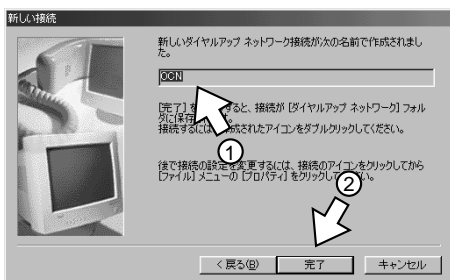 新しい接続
新しいダイヤルアップ ネットワーク接続が次の名前で作成されまし
た。
OCN
[完了] を すると、接続が [ダイヤルアップ ネットワーク] フォル
ダに保存
接続するには 成されたアイコンをダブルクリックしてください。
①
後で接続の設定を変更するには、接続のアイコンをクリックしてから
[ファイル] メニューの [プロパティ] をクリックして い。
②
< 戻る(B)
完了
キャンセル